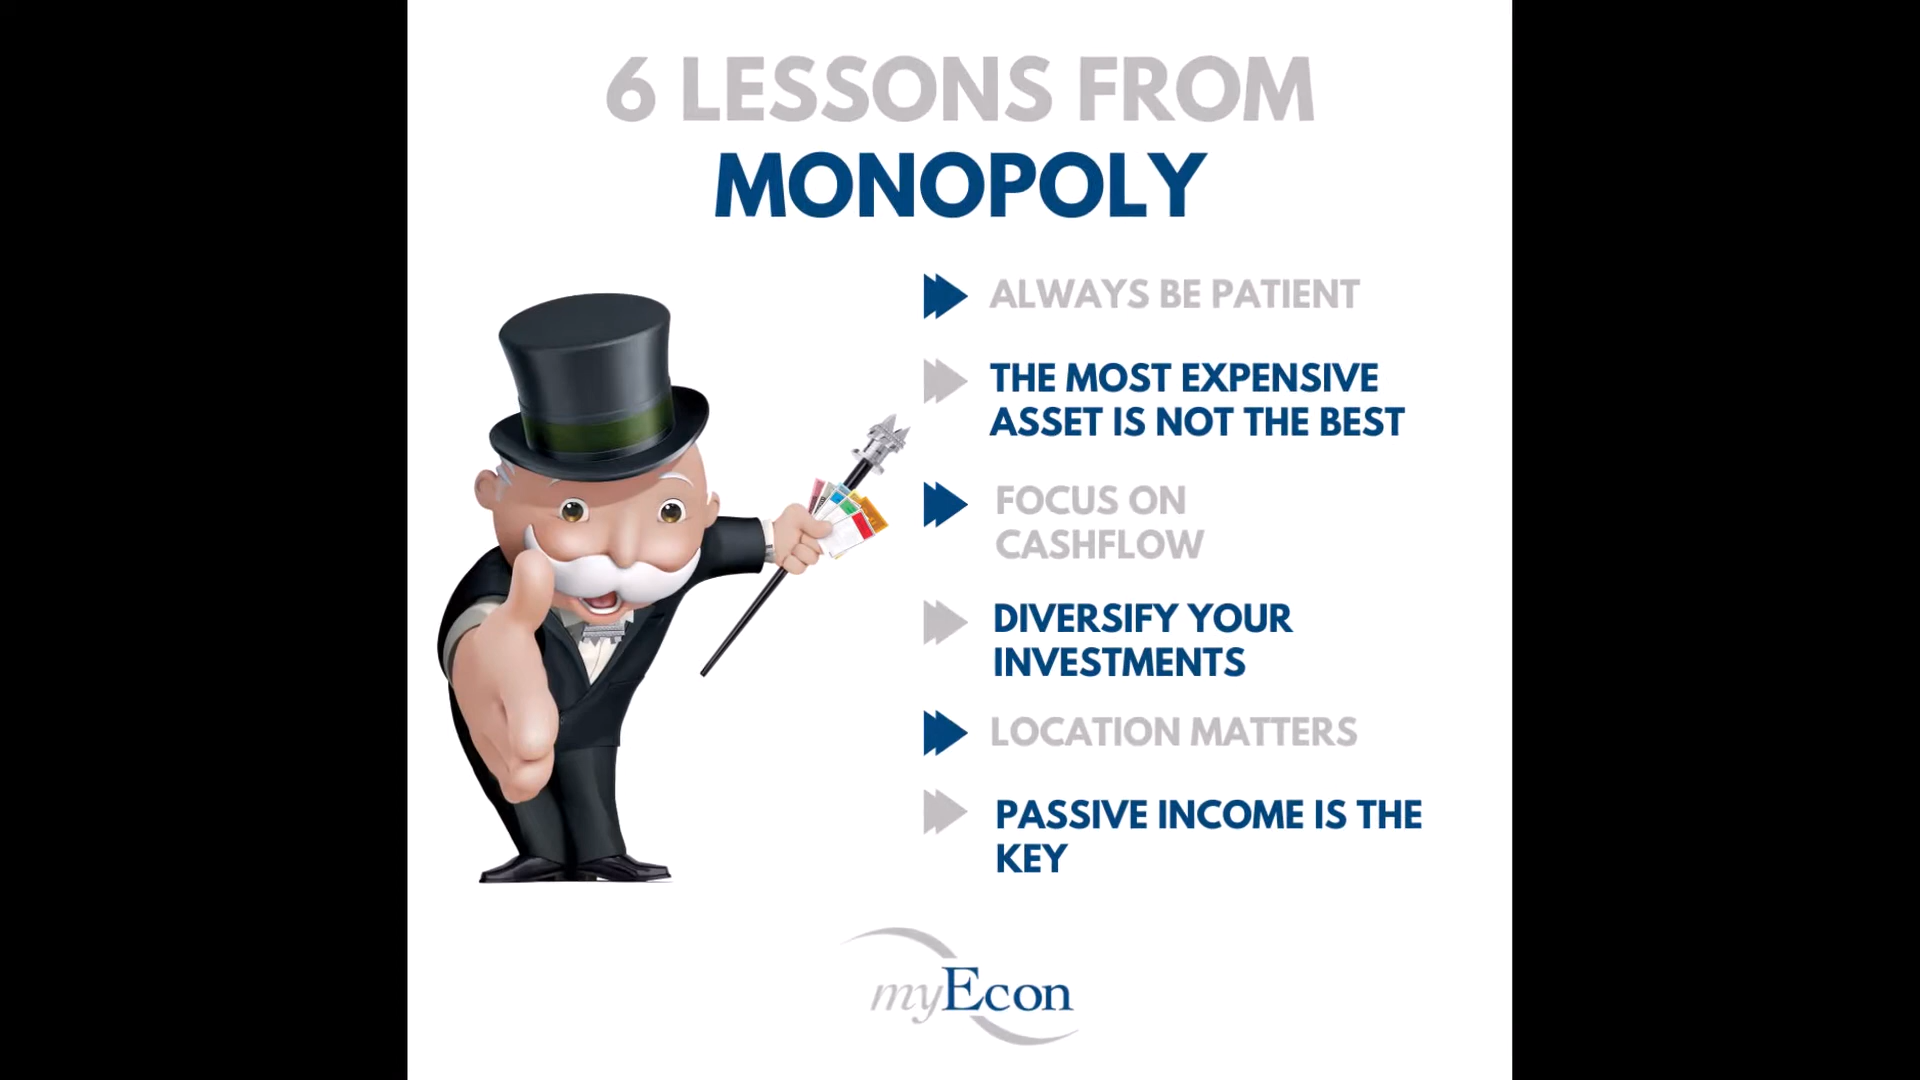 6 LESSONS FROM
MONOPOLY
ALWAYS BE PATIENT
THE MOST EXPENSIVE
ASSET IS NOT THE BEST
FOCUS ON
CASHFLOW
DIVERSIFY YOUR
INVESTMENTS
LOCATION MATTERS
PASSIVE INCOME IS THE
KEY
myEcon